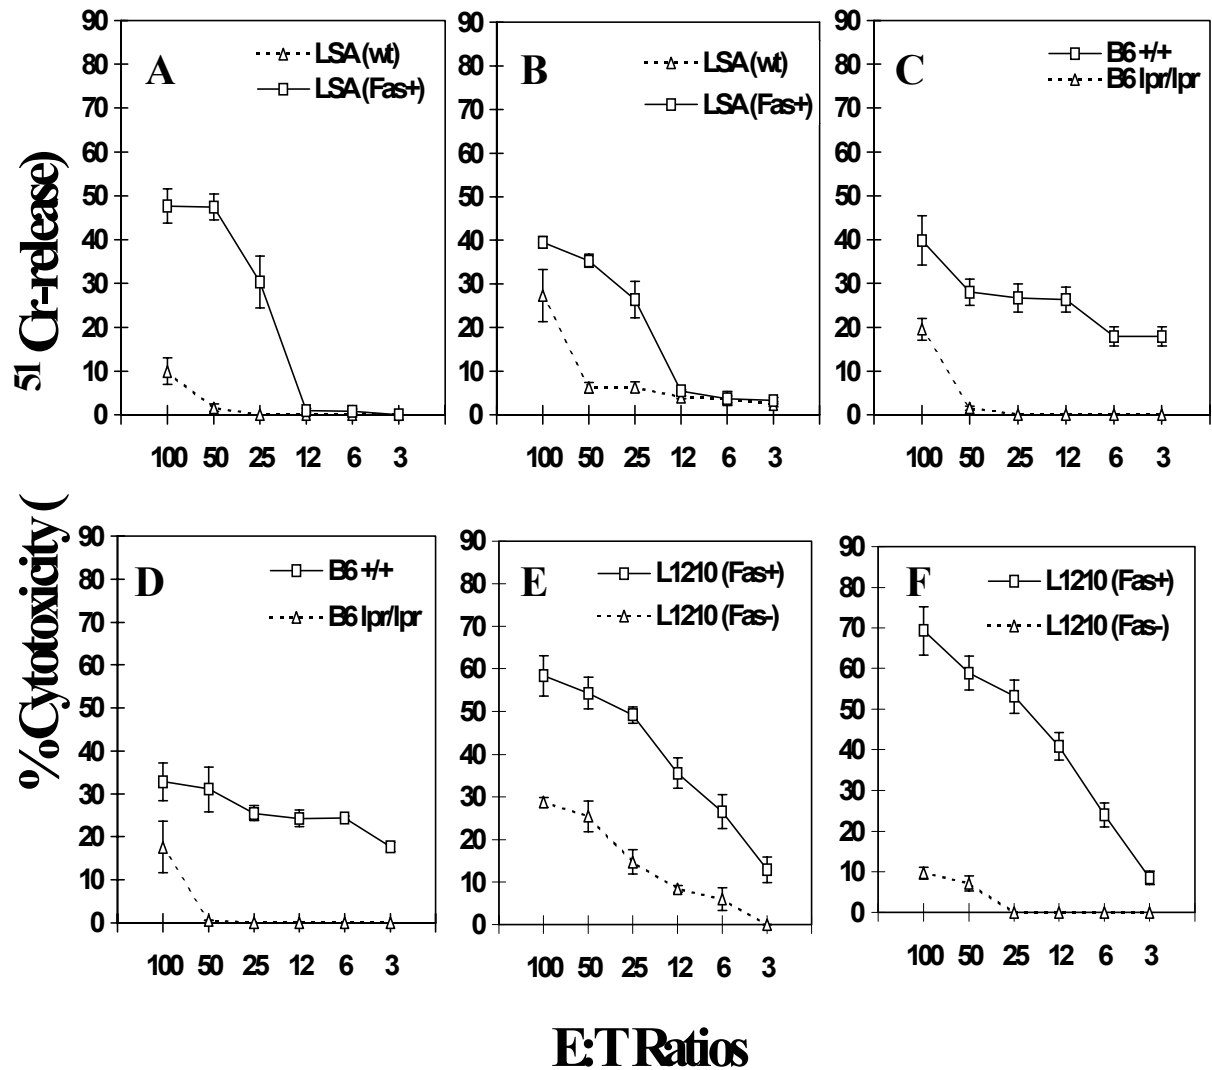 %Cytotoxicity (51 Cr-release)
A
LSA (wt)
LSA (Fas+)
90
80
70
60
50
40
30
20
10
0
100 50 25 12 6 3
B
LSA (wt)
LSA (Fas+)
90
80
70
60
50
40
30
20
10
0
100 50 25 12 6 3
C
B6 +/+
B6 lpr/lpr
90
80
70
60
50
40
30
20
10
0
100 50 25 12 6 3
D
B6 +/+
B6 lpr/lpr
90
80
70
60
50
40
30
20
10
0
100 50 25 12 6 3
E
L1210 (Fas+)
L1210 (Fas-)
90
80
70
60
50
40
30
20
10
0
100 50 25 12 6 3
F
L1210 (Fas+)
L1210 (Fas-)
90
80
70
60
50
40
30
20
10
0
100 50 25 12 6 3
E:T Ratios